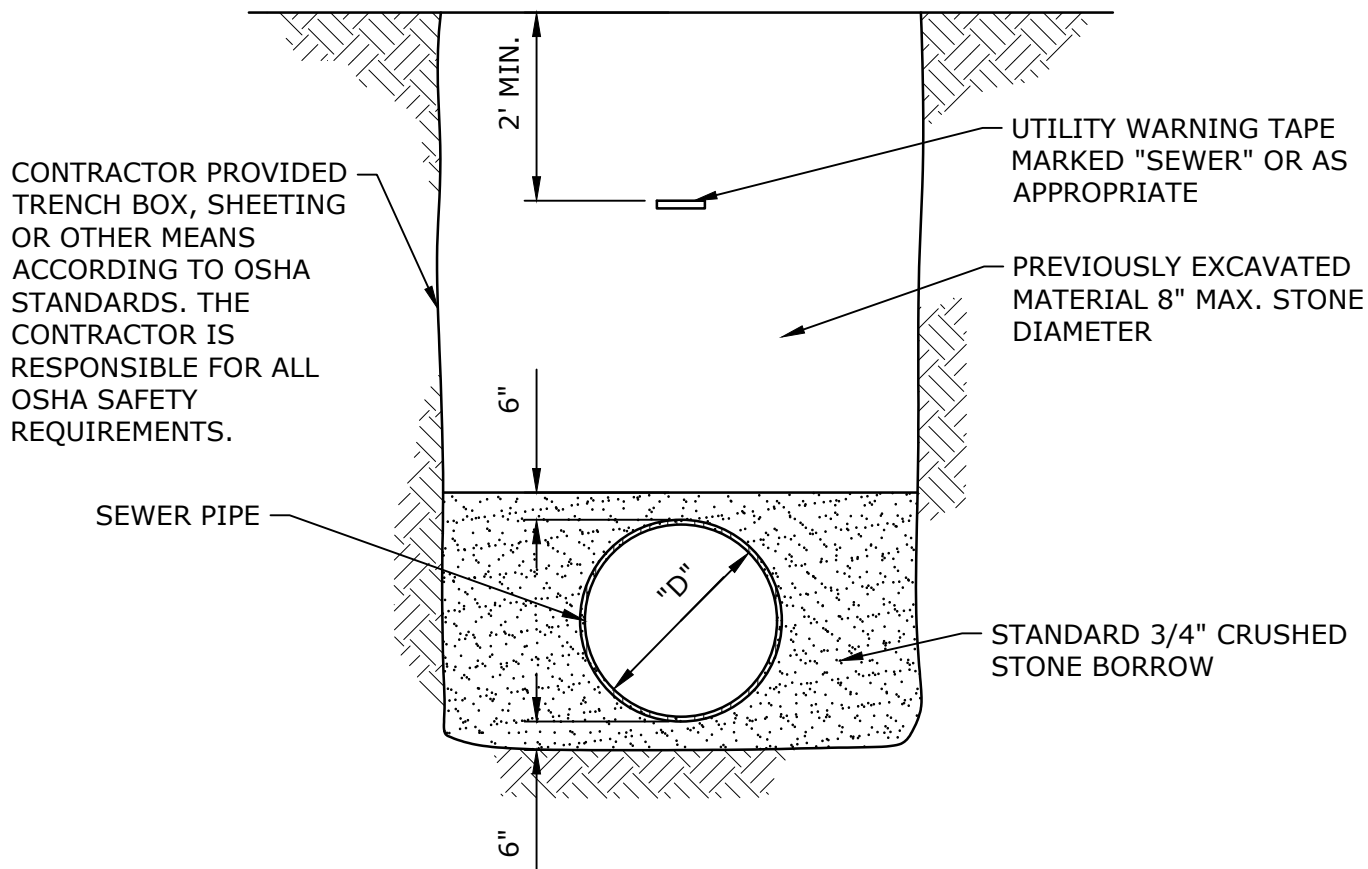 2' MIN.
UTILITY WARNING TAPE
MARKED "SEWER" OR AS
APPROPRIATE
CONTRACTOR PROVIDED
TRENCH BOX, SHEETING
OR OTHER MEANS
ACCORDING TO OSHA
STANDARDS. THE
CONTRACTOR IS
RESPONSIBLE FOR ALL
OSHA SAFETY
REQUIREMENTS.
PREVIOUSLY EXCAVATED
MATERIAL 8" MAX. STONE
DIAMETER
6"
SEWER PIPE
"D"
STANDARD 3/4" CRUSHED
STONE BORROW
6"